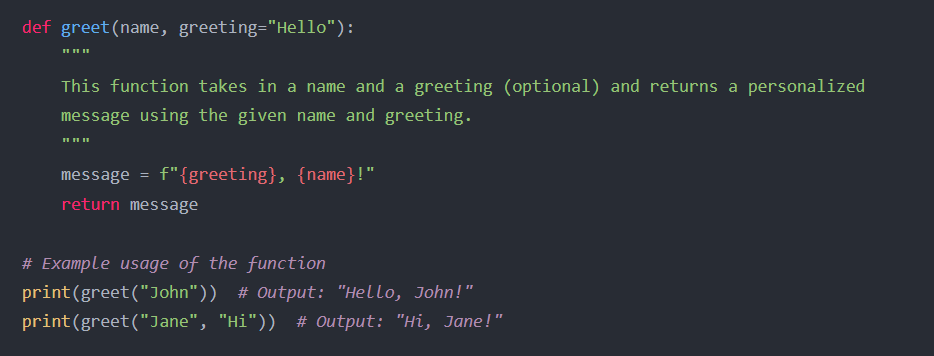 def greet(name, greeting="Hello"):
    """
    This function takes in a name and a greeting (optional) and returns a personalized
    message using the given name and greeting.
    """
    message = f"{greeting}, {name}!"
    return message

# Example usage of the function
print(greet("John"))  # Output: "Hello, John!"
print(greet("Jane", "Hi"))  # Output: "Hi, Jane!"